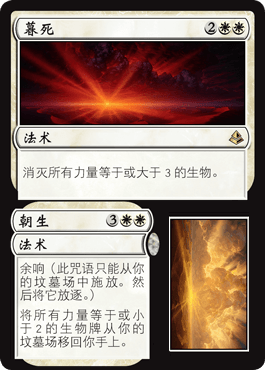 暮死 2
法术
消灭所有力量等于或大于 3 的生物。
朝生 3
法术
余响（此咒语只能从你
的坟墓场中施放。然
后将它放逐。）
将所有力量等于或小
于 2 的生物牌从你的
坟墓场移回你手上。